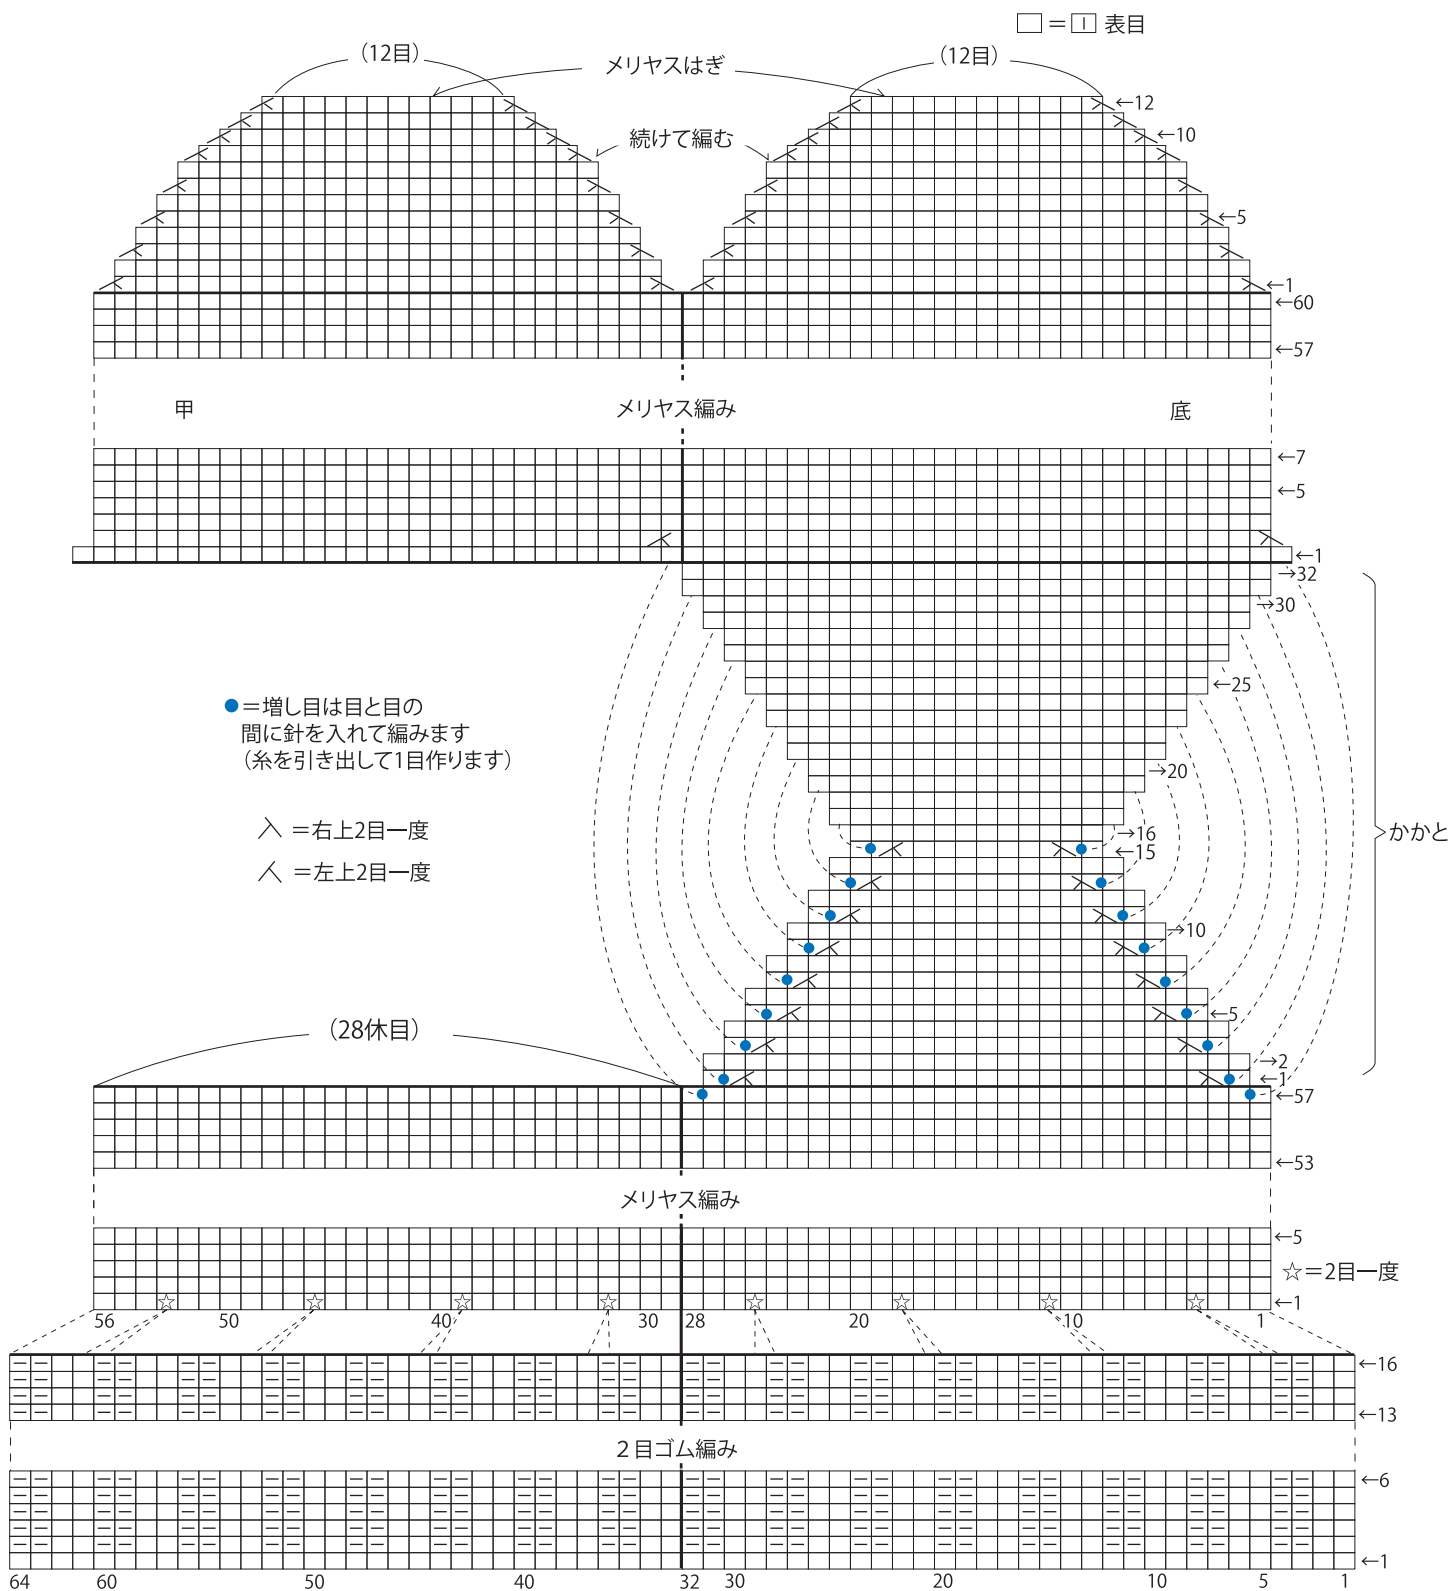 □=｜ 表目
（12目）
メリヤスはぎ
（12目）
←12
続けて編む
←10
←5
←1
←60
←57
甲
メリヤス編み
底
←7
←5
←1
→32
→30
←25
●＝増し目は目と目の
間に針を入れて編みます
（糸を引き出して1目作ります）
→20
入＝右上2目一度
人＝左上2目一度
→16
←15
かかと
→10
←5
（28休目）
→2
←1
←57
←53
メリヤス編み
←5
☆＝2目一度
←1
56 50 40 30 28 20 10 1
←16
←13
2目ゴム編み
←6
←1
64 60 50 40 32 30 20 10 5 1